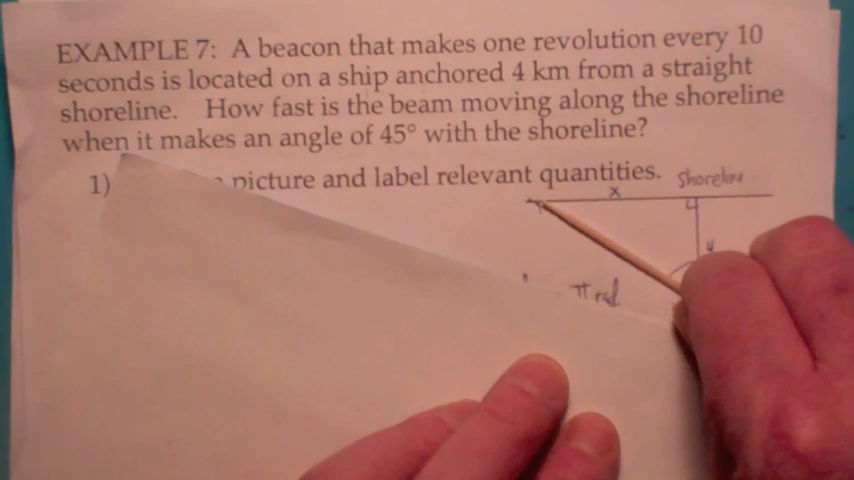 EXAMPLE 7: A beacon that makes one revolution every 10
seconds is located on a ship anchored 4 km from a straight
shoreline. How fast is the beam moving along the shoreline
when it makes an angle of 45° with the shoreline?
1) picture and label relevant quantities.
Shoreline
x
4
π rad